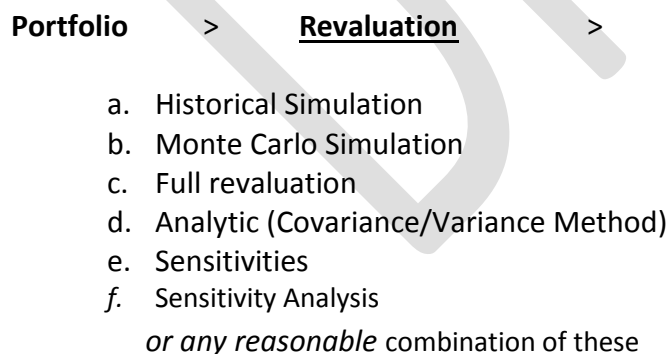 Portfolio > Revaluation >
a. Historical Simulation
b. Monte Carlo Simulation
c. Full revaluation
d. Analytic (Covariance/Variance Method)
e. Sensitivities
f. Sensitivity Analysis
or any reasonable combination of these